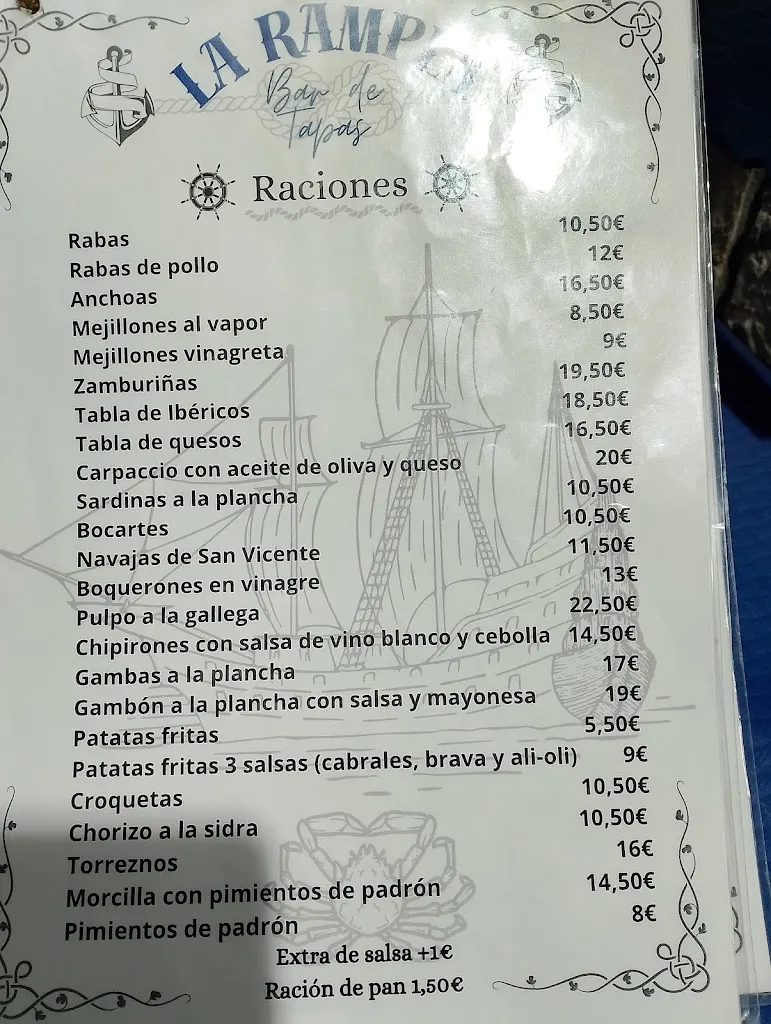 LA
Bar de
Tapas
Raciones
Rabas 10,50€
Rabas de pollo 12€
Anchoas 16,50€
Mejillones al vapor 8,50€
Mejillones vinagreta 9€
Zamburiñas 19,50€
Tabla de Ibéricos 18,50€
Tabla de quesos 16,50€
Carpaccio con aceite de oliva y queso 20€
Sardinas a la plancha 10,50€
Bocartes 10,50€
Navajas de San Vicente 11,50€
Boquerones en vinagre 13€
Pulpo a la gallega 22,50€
Chipirones con salsa de vino blanco y cebolla 14,50€
Gambas a la plancha 17€
Gambón a la plancha con salsa y mayonesa 19€
Patatas fritas 5,50€
Patatas fritas 3 salsas (cabrales, brava y ali-oli) 9€
Croquetas 10,50€
Chorizo a la sidra 10,50€
Torreznos 16€
Morcilla con pimientos de padrón 14,50€
Pimientos de padrón 8€
Extra de salsa +1€
Ración de pan 1,50€